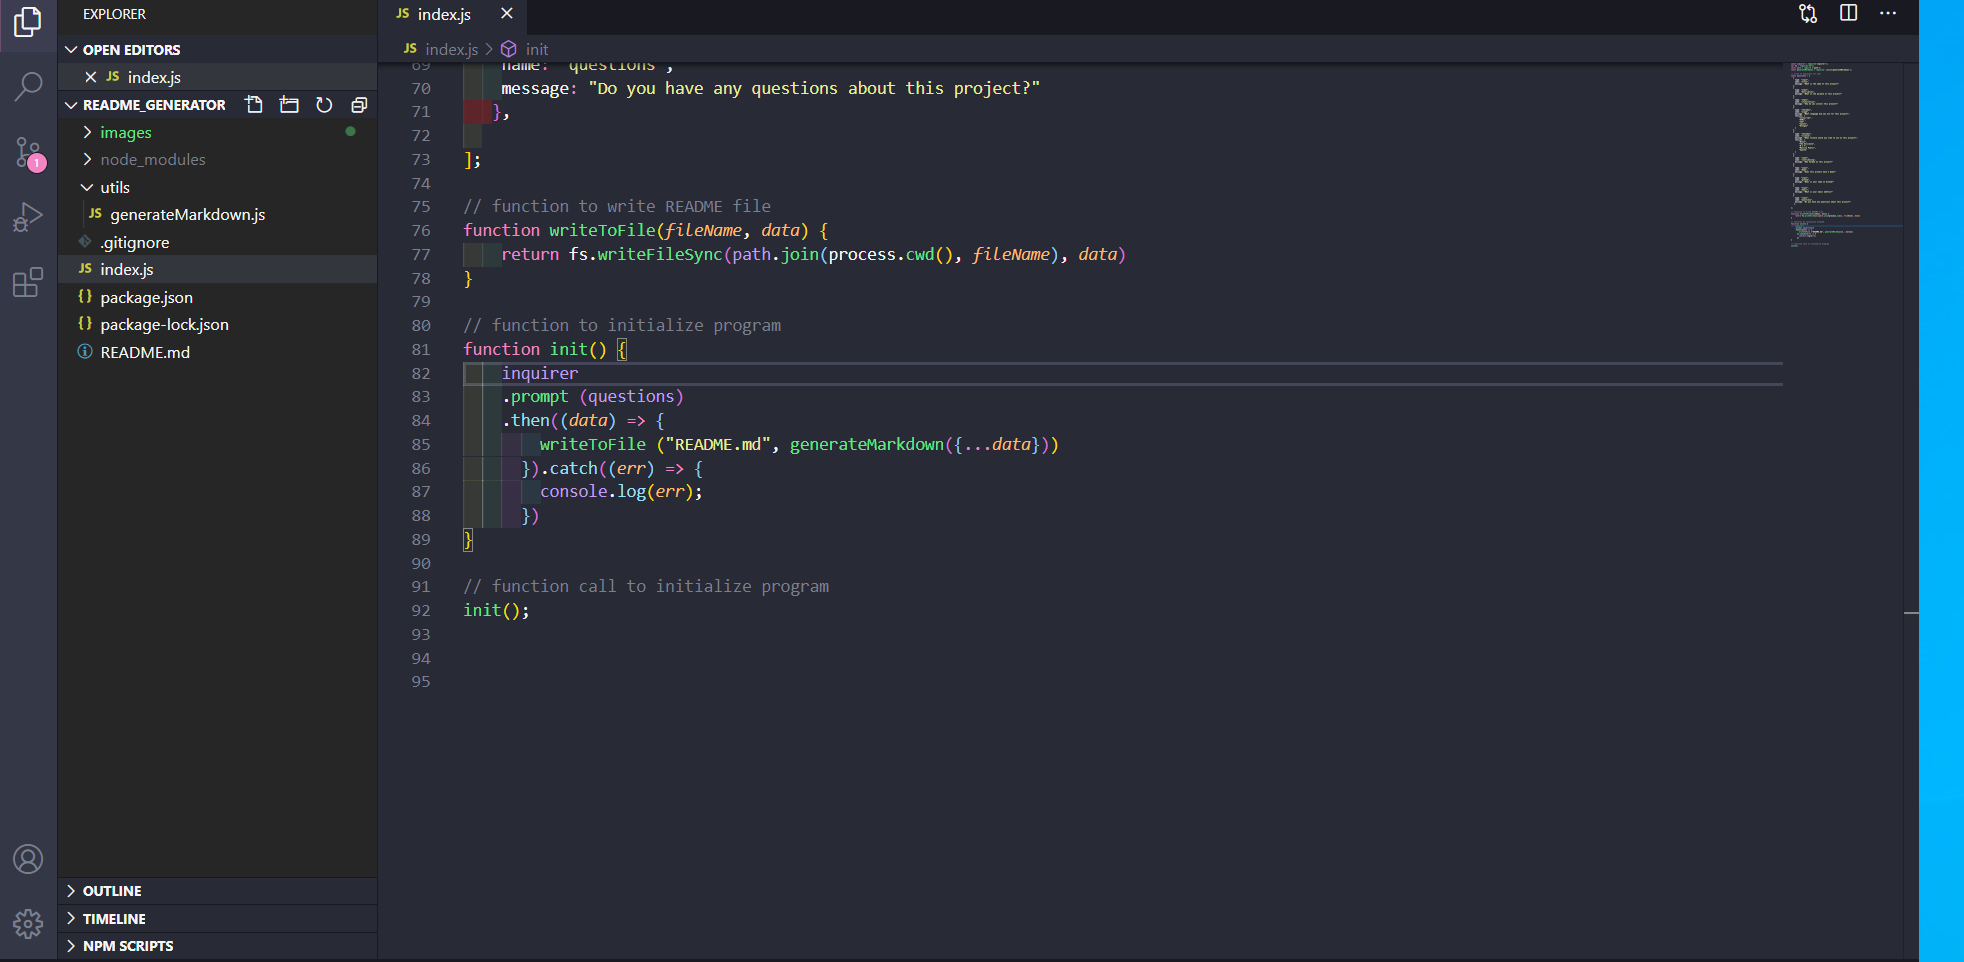 EXPLORER
OPEN EDITORS
JS index.js
README_GENERATOR
images
node_modules
utils
JS generateMarkdown.js
.gitignore
JS index.js
{} package.json
{} package-lock.json
README.md
OUTLINE
TIMELINE
NPM SCRIPTS
1
JS index.js
JS index.js > init
69 name: "questions",
70 message: "Do you have any questions about this project?"
71 },
72
73 ];
74
75 // function to write README file
76 function writeToFile(fileName, data) {
77 return fs.writeFileSync(path.join(process.cwd(), fileName), data)
78 }
79
80 // function to initialize program
81 function init() {
82 inquirer
83 .prompt (questions)
84 .then((data) => {
85 writeToFile ("README.md", generateMarkdown({...data}))
86 }).catch((err) => {
87 console.log(err);
88 })
89 }
90
91 // function call to initialize program
92 init();
93
94
95